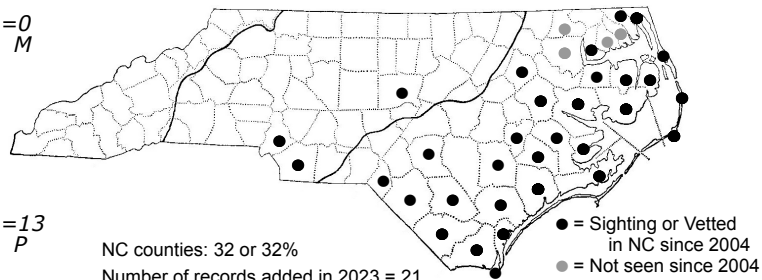 =0
M
=13
P
NC counties: 32 or 32%
Number of records added in 2023 = 21
= Sighting or Vetted
in NC since 2004
= Not seen since 2004